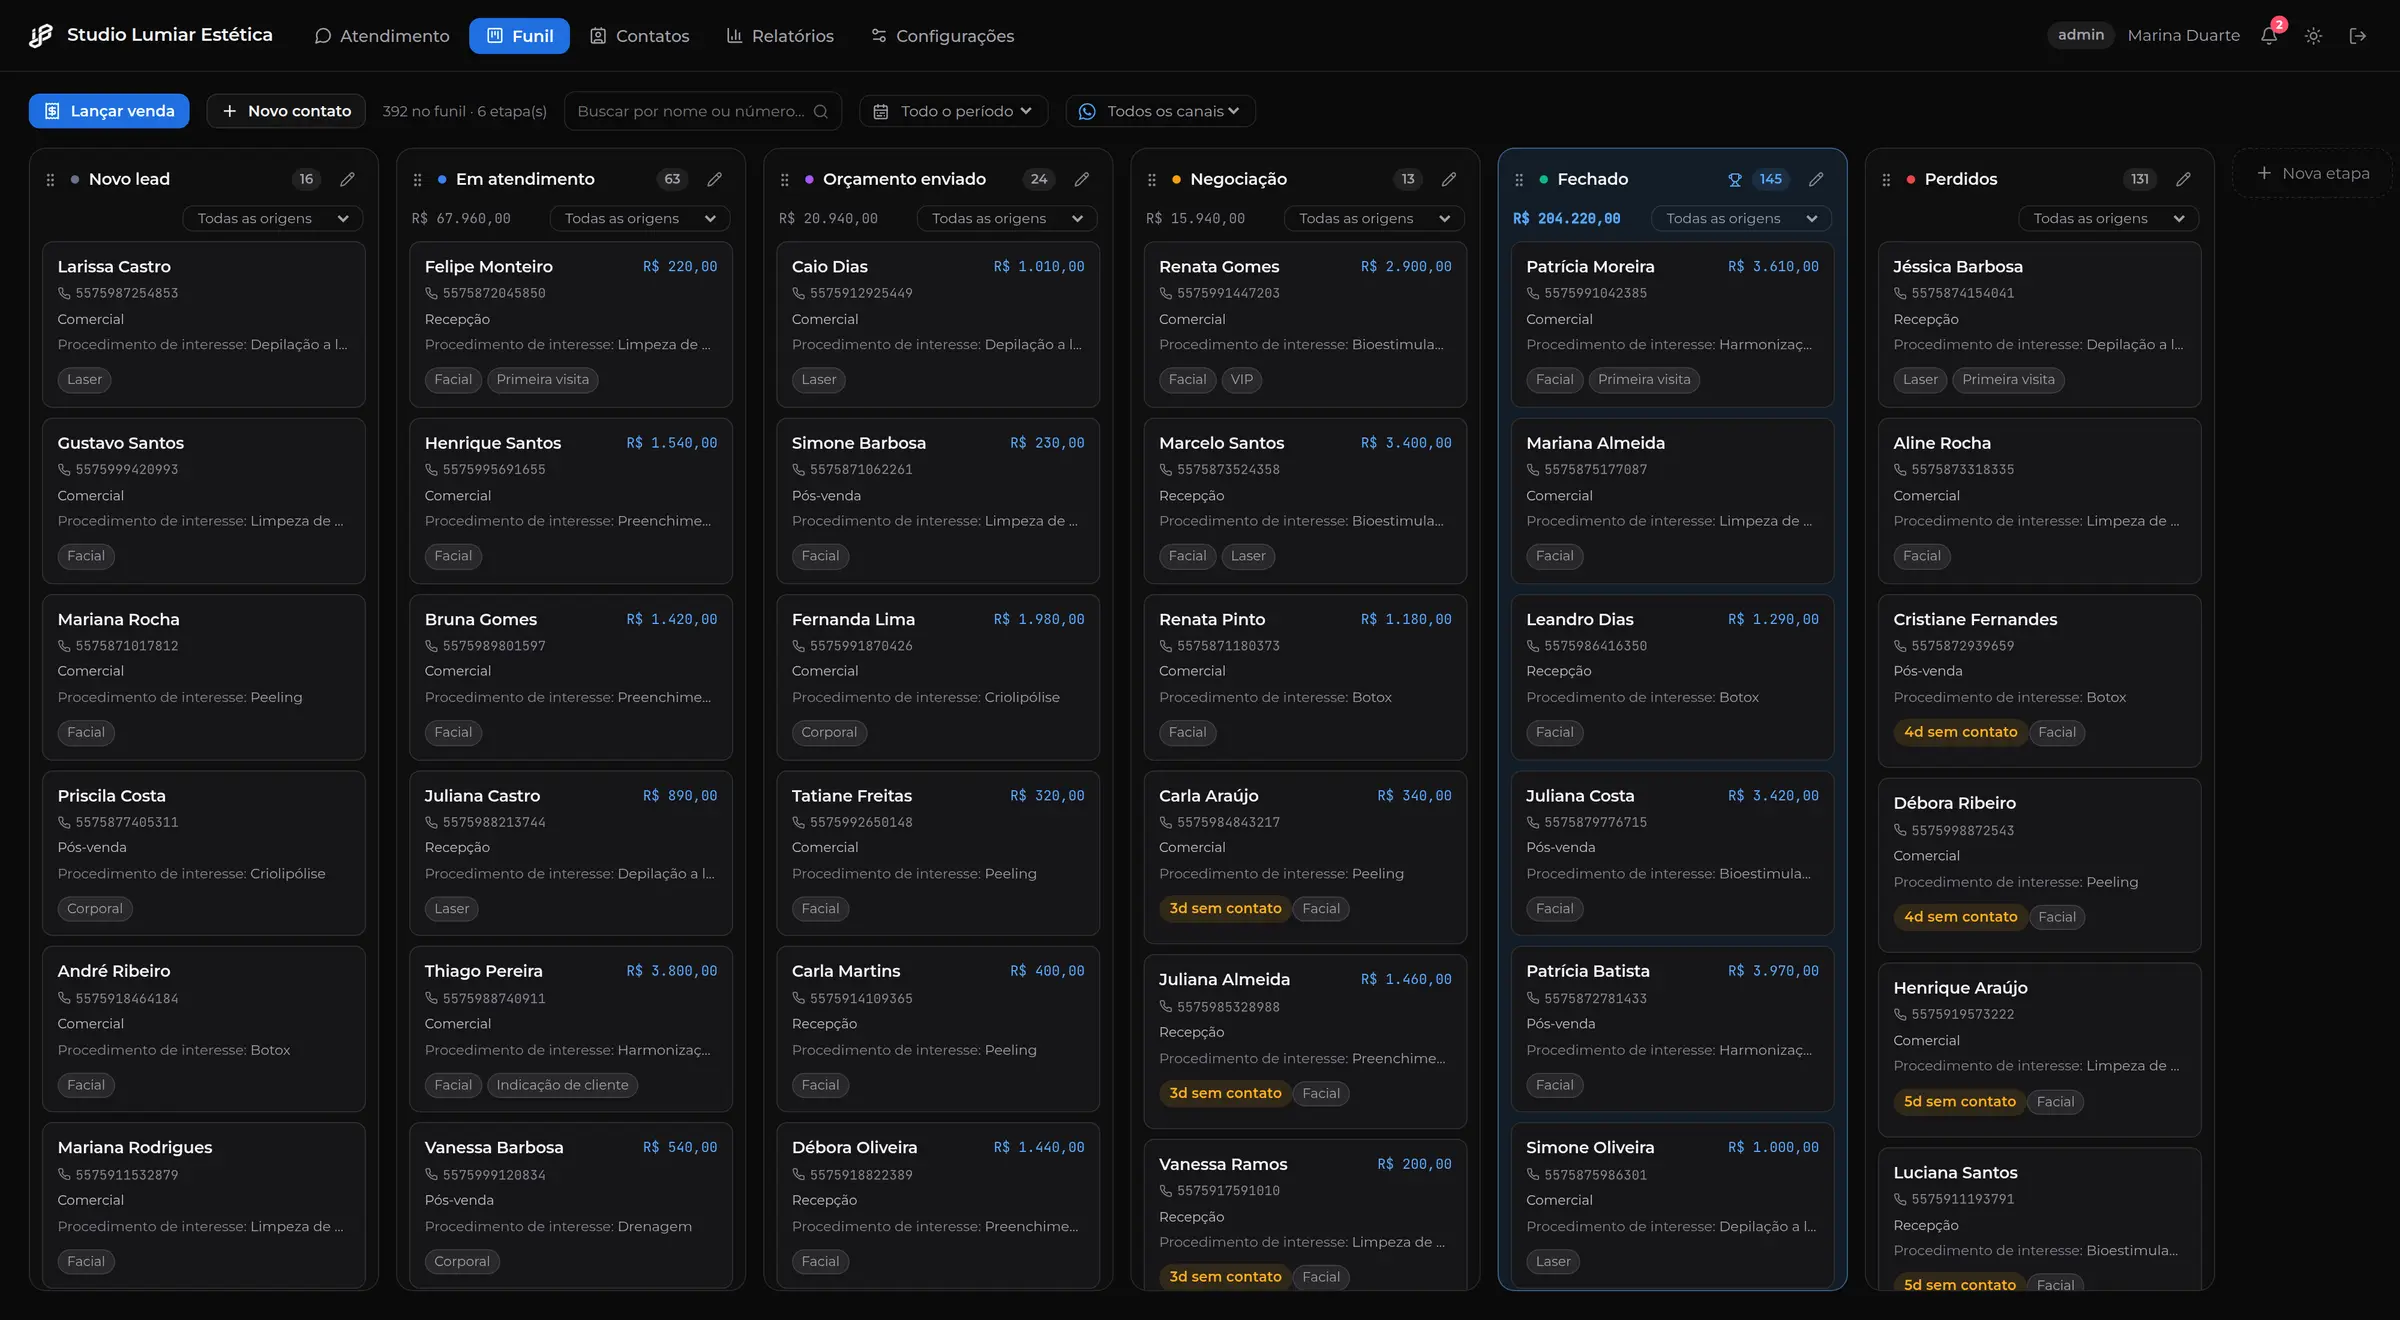 Studio Lumiar Estética
Atendimento
Funil
Contatos
Relatórios
Configurações
admin
Marina Duarte
2
Lançar venda
Novo contato
392 no funil · 6 etapa(s)
Buscar por nome ou número...
Todo o período
Todos os canais
Novo lead
16
Todas as origens
Larissa Castro
5575987254853
Comercial
Procedimento de interesse: Depilação a l...
Laser
Gustavo Santos
5575999420993
Comercial
Procedimento de interesse: Limpeza de ...
Facial
Mariana Rocha
5575871017812
Comercial
Procedimento de interesse: Peeling
Facial
Priscila Costa
5575877405311
Pós-venda
Procedimento de interesse: Criolipólise
Corporal
André Ribeiro
5575918464184
Comercial
Procedimento de interesse: Botox
Facial
Mariana Rodrigues
5575911532879
Comercial
Procedimento de interesse: Limpeza de ...
Facial
Em atendimento
63
R$ 67.960,00
Todas as origens
Felipe Monteiro R$ 220,00
5575872045850
Recepção
Procedimento de interesse: Limpeza de ...
Facial Primeira visita
Henrique Santos R$ 1.540,00
5575995691655
Comercial
Procedimento de interesse: Preenchime...
Facial
Bruna Gomes R$ 1.420,00
5575989801597
Comercial
Procedimento de interesse: Preenchime...
Facial
Juliana Castro R$ 890,00
5575988213744
Recepção
Procedimento de interesse: Depilação a l...
Laser
Thiago Pereira R$ 3.800,00
5575988740911
Comercial
Procedimento de interesse: Harmonizaç...
Facial Indicação de cliente
Vanessa Barbosa R$ 540,00
5575999120834
Pós-venda
Procedimento de interesse: Drenagem
Corporal
Orçamento enviado
24
R$ 20.940,00
Todas as origens
Caio Dias R$ 1.010,00
5575912925449
Comercial
Procedimento de interesse: Depilação a l...
Laser
Simone Barbosa R$ 230,00
5575871062261
Pós-venda
Procedimento de interesse: Limpeza de ...
Facial
Fernanda Lima R$ 1.980,00
5575991870426
Comercial
Procedimento de interesse: Criolipólise
Corporal
Tatiane Freitas R$ 320,00
5575992650148
Comercial
Procedimento de interesse: Peeling
Facial
Carla Martins R$ 400,00
5575914109365
Recepção
Procedimento de interesse: Peeling
Facial
Débora Oliveira R$ 1.440,00
5575918822389
Recepção
Procedimento de interesse: Preenchime...
Facial
Negociação
13
R$ 15.940,00
Todas as origens
Renata Gomes R$ 2.900,00
5575991447203
Comercial
Procedimento de interesse: Bioestimula...
Facial VIP
Marcelo Santos R$ 3.400,00
5575873524358
Recepção
Procedimento de interesse: Bioestimula...
Facial Laser
Renata Pinto R$ 1.180,00
5575871180373
Comercial
Procedimento de interesse: Botox
Facial
Carla Araújo R$ 340,00
5575984843217
Comercial
Procedimento de interesse: Peeling
3d sem contato Facial
Juliana Almeida R$ 1.460,00
5575985328988
Recepção
Procedimento de interesse: Preenchime...
3d sem contato Facial
Vanessa Ramos R$ 200,00
5575917591010
Recepção
Procedimento de interesse: Limpeza de ...
3d sem contato Facial
Fechado
145
R$ 204.220,00
Todas as origens
Patrícia Moreira R$ 3.610,00
5575991042385
Comercial
Procedimento de interesse: Harmonizaç...
Facial Primeira visita
Mariana Almeida
5575875177087
Comercial
Procedimento de interesse: Limpeza de ...
Facial
Leandro Dias R$ 1.290,00
5575986416350
Recepção
Procedimento de interesse: Botox
Facial
Juliana Costa R$ 3.420,00
5575879776715
Pós-venda
Procedimento de interesse: Bioestimula...
Facial
Patrícia Batista R$ 3.970,00
5575872781433
Pós-venda
Procedimento de interesse: Harmonizaç...
Facial
Simone Oliveira R$ 1.000,00
5575875986301
Comercial
Procedimento de interesse: Depilação a l...
Laser
Perdidos
131
Todas as origens
Jéssica Barbosa
5575874154041
Recepção
Procedimento de interesse: Depilação a l...
Laser Primeira visita
Aline Rocha
5575873318335
Comercial
Procedimento de interesse: Limpeza de ...
Facial
Cristiane Fernandes
5575872939659
Pós-venda
Procedimento de interesse: Botox
4d sem contato Facial
Débora Ribeiro
5575998872543
Comercial
Procedimento de interesse: Peeling
4d sem contato Facial
Henrique Araújo
5575919573222
Comercial
Procedimento de interesse: Limpeza de ...
5d sem contato Facial
Luciana Santos
5575911193791
Recepção
Procedimento de interesse: Bioestimula...
5d sem contato Facial
Nova etapa